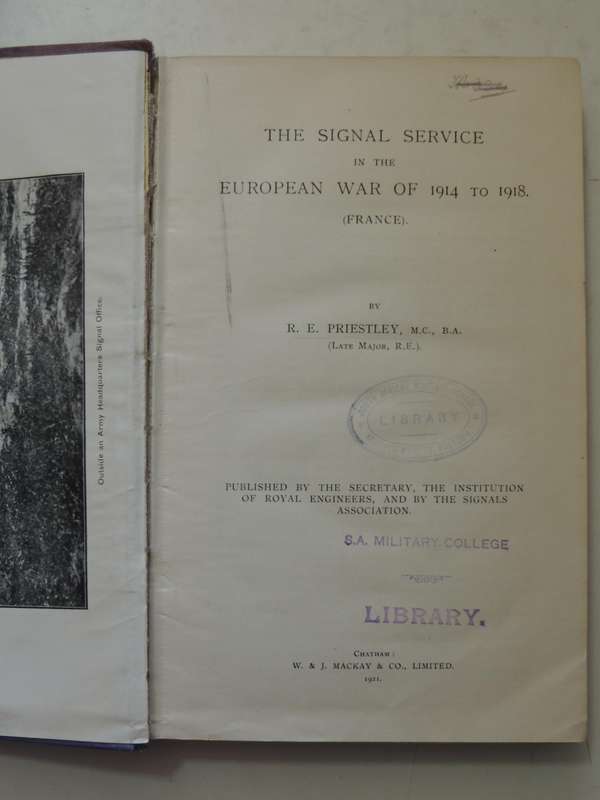 Outside an Army Headquarters Signal Office.
THE SIGNAL SERVICE
IN THE
EUROPEAN WAR OF 1914 TO 1918.
(FRANCE).
BY
R. E. PRIESTLEY, M.C., B.A.
(LATE MAJOR, R.E.).
LIBRARY
PUBLISHED BY THE SECRETARY, THE INSTITUTION
OF ROYAL ENGINEERS, AND BY THE SIGNALS
ASSOCIATION.
S.A. MILITARY COLLEGE
LIBRARY.
CHATHAM:
W. & J. MACKAY & CO., LIMITED.
1921.